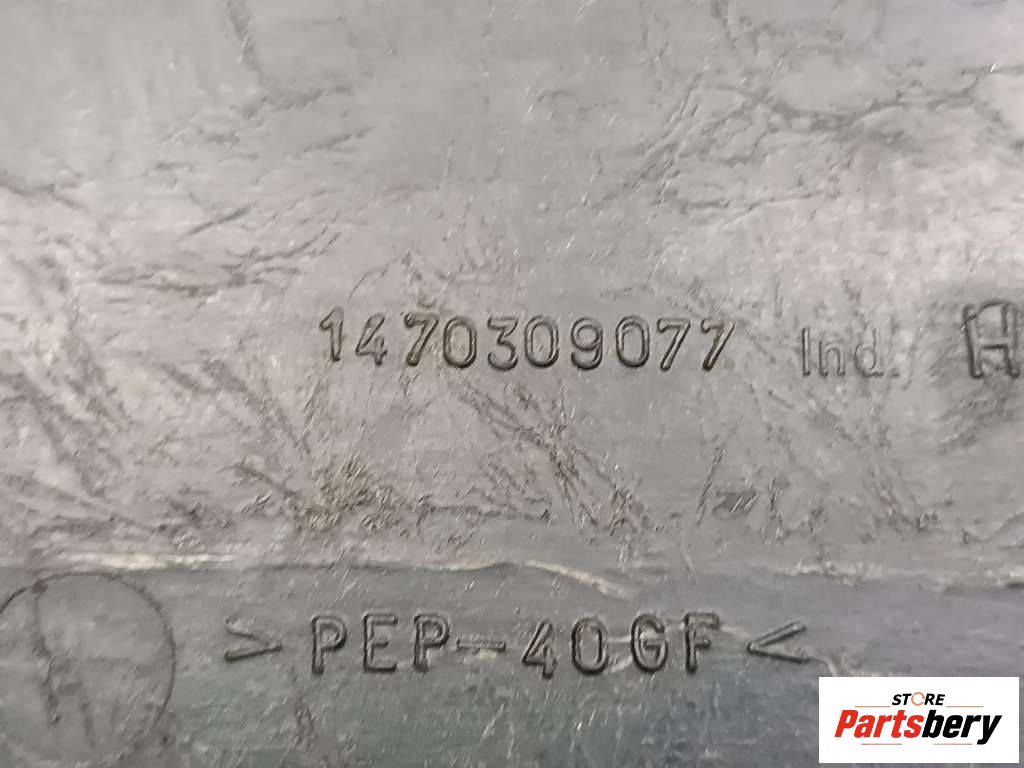 1470309077 Ind. H
>PEP-40GF<
STORE
Partsbery